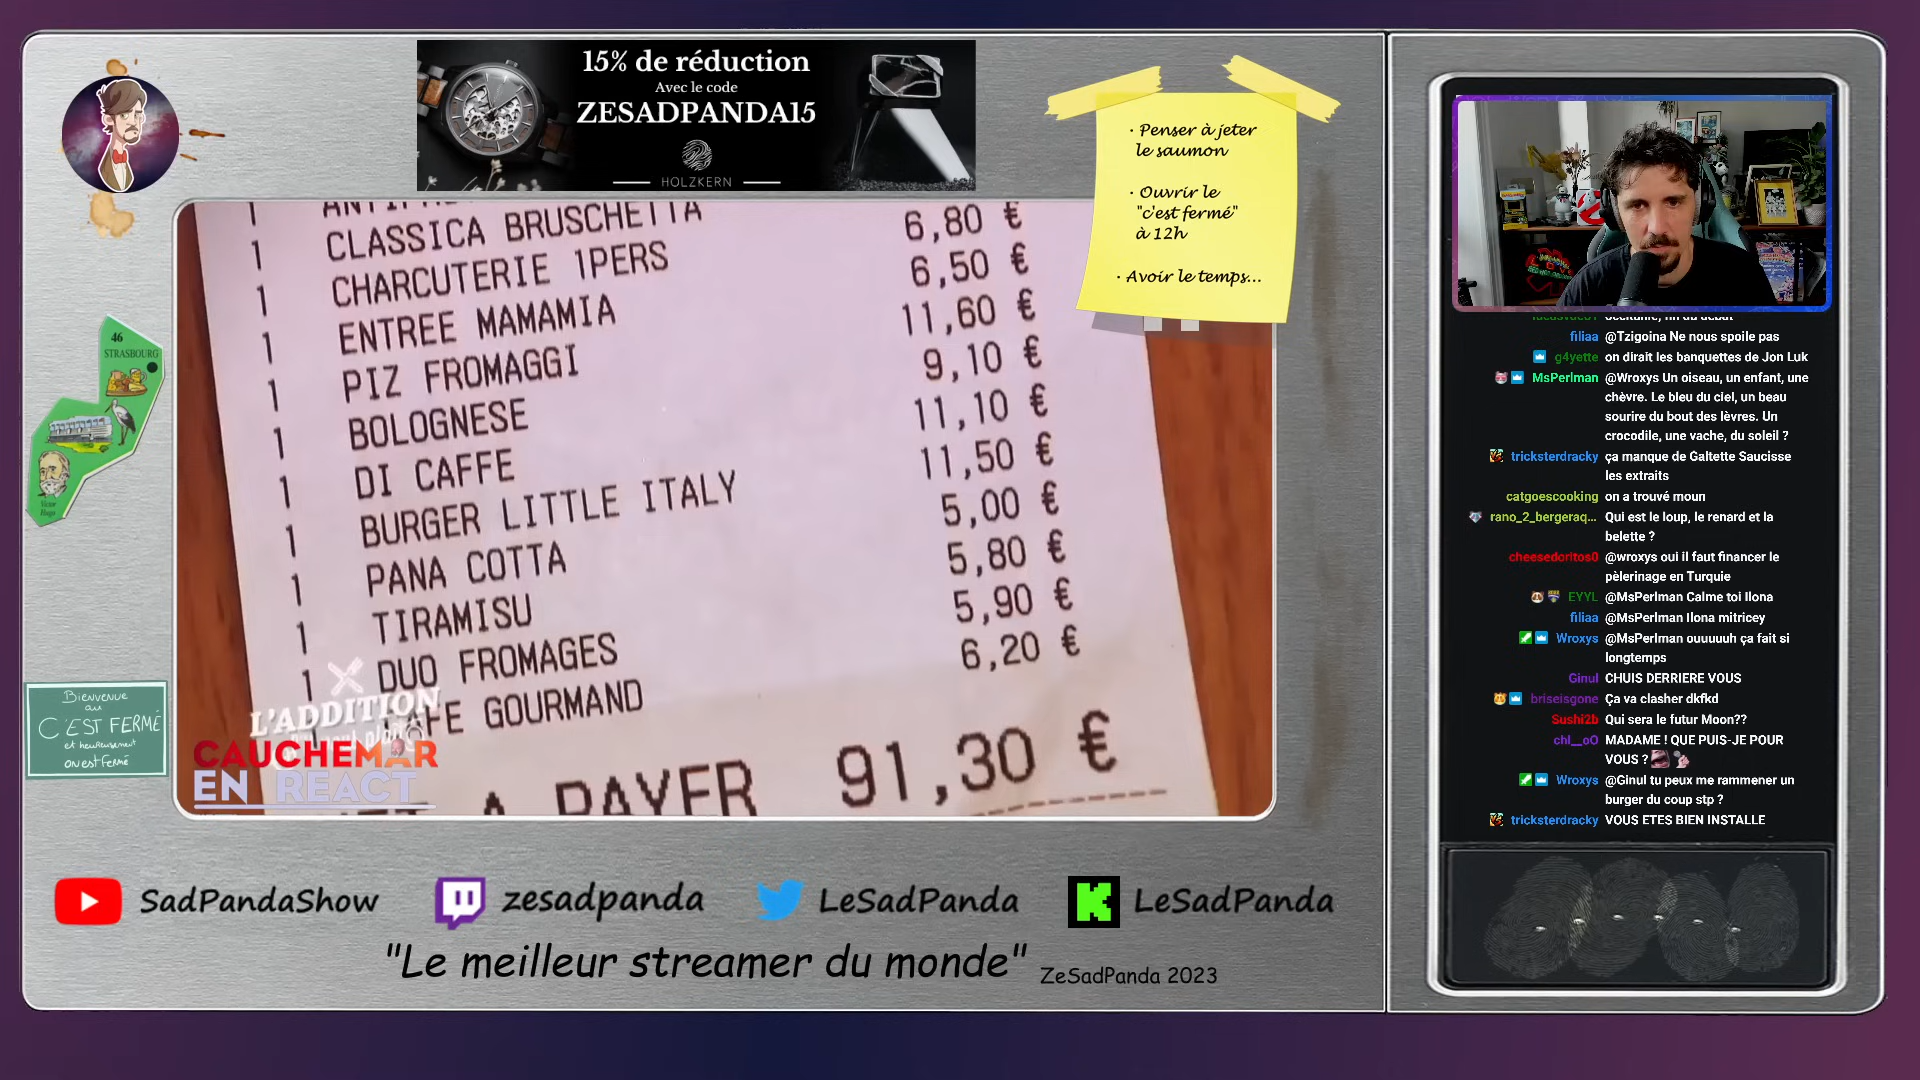 15% de réduction
Avec le code
ZESADPANDA15
HOLZKERN
· Penser à jeter
le saumon
· Ouvrir le
"c'est fermé"
à 12h
· Avoir le temps...
46
STRASBOURG
Victor
Hugo
Bienvenue
au
C'EST FERMÉ
et heureusement
on est fermé
1 CLASSICA BRUSCHETTA 6,80 €
1 CHARCUTERIE 1PERS 6,50 €
1 ENTREE MAMAMIA 11,60 €
1 PIZ FROMAGGI 9,10 €
1 BOLOGNESE 11,10 €
1 DI CAFFE 11,50 €
1 BURGER LITTLE ITALY 5,00 €
1 PANA COTTA 5,80 €
1 TIRAMISU 5,90 €
1 DUO FROMAGES 6,20 €
GOURMAND
A PAYER 91,30 €
L'ADDITION
CAUCHEMAR
EN REACT
filiaa @Tzigoina Ne nous spoile pas
g4yette on dirait les banquettes de Jon Luk
MsPerlman @Wroxys Un oiseau, un enfant, une
chèvre. Le bleu du ciel, un beau
sourire du bout des lèvres. Un
crocodile, une vache, du soleil ?
tricksterdracky ça manque de Galtette Saucisse
les extraits
catgoescooking on a trouvé moun
rano_2_bergeraq... Qui est le loup, le renard et la
belette ?
cheesedoritos0 @wroxys oui il faut financer le
pèlerinage en Turquie
EYYL @MsPerlman Calme toi Ilona
filiaa @MsPerlman Ilona mitricey
Wroxys @MsPerlman ouuuuuh ça fait si
longtemps
Ginul CHUIS DERRIERE VOUS
briseisgone Ça va clasher dkfkd
Sushi2b Qui sera le futur Moon??
chl__oO MADAME ! QUE PUIS-JE POUR
VOUS ?
Wroxys @Ginul tu peux me rammener un
burger du coup stp ?
tricksterdracky VOUS ETES BIEN INSTALLE
SadPandaShow
zesadpanda
LeSadPanda
LeSadPanda
"Le meilleur streamer du monde" ZeSadPanda 2023